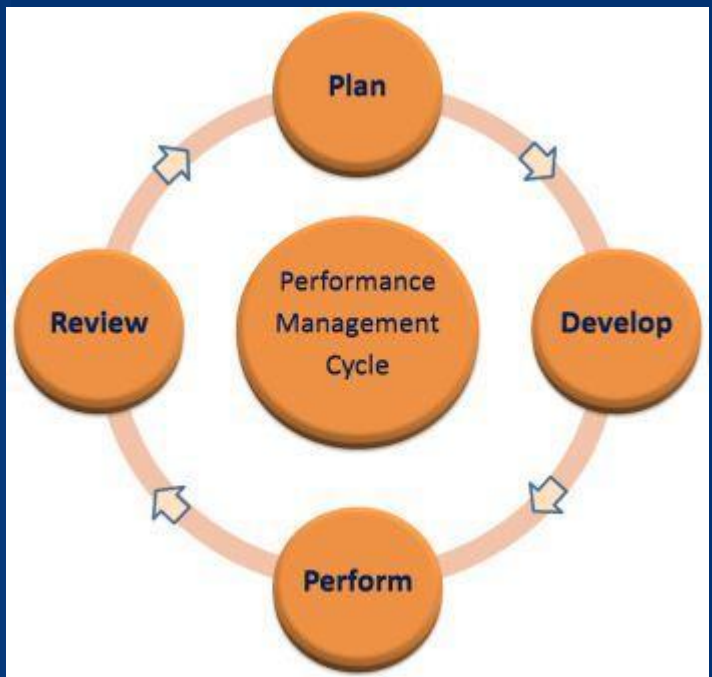 Plan
Performance
Management
Cycle
Review
Develop
Perform